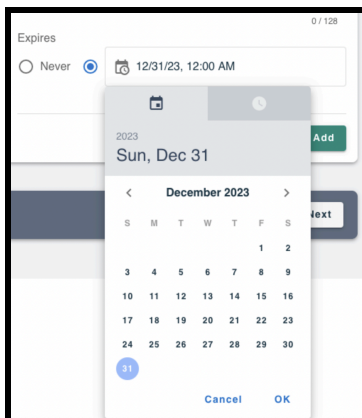 0 / 128
Expires
Never
12/31/23, 12:00 AM
2023
Sun, Dec 31
Add
December 2023
Next
S M T W T F S
1 2
3 4 5 6 7 8 9
10 11 12 13 14 15 16
17 18 19 20 21 22 23
24 25 26 27 28 29 30
31
Cancel OK